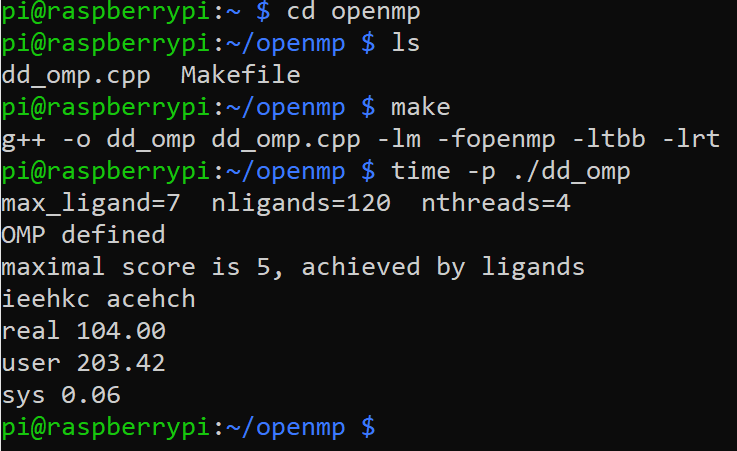 pi@raspberrypi:~ $ cd openmp
pi@raspberrypi:~/openmp $ ls
dd_omp.cpp  Makefile
pi@raspberrypi:~/openmp $ make
g++ -o dd_omp dd_omp.cpp -lm -fopenmp -ltbb -lrt
pi@raspberrypi:~/openmp $ time -p ./dd_omp
max_ligand=7  nligands=120  nthreads=4
OMP defined
maximal score is 5, achieved by ligands
ieehkc acehch
real 104.00
user 203.42
sys 0.06
pi@raspberrypi:~/openmp $